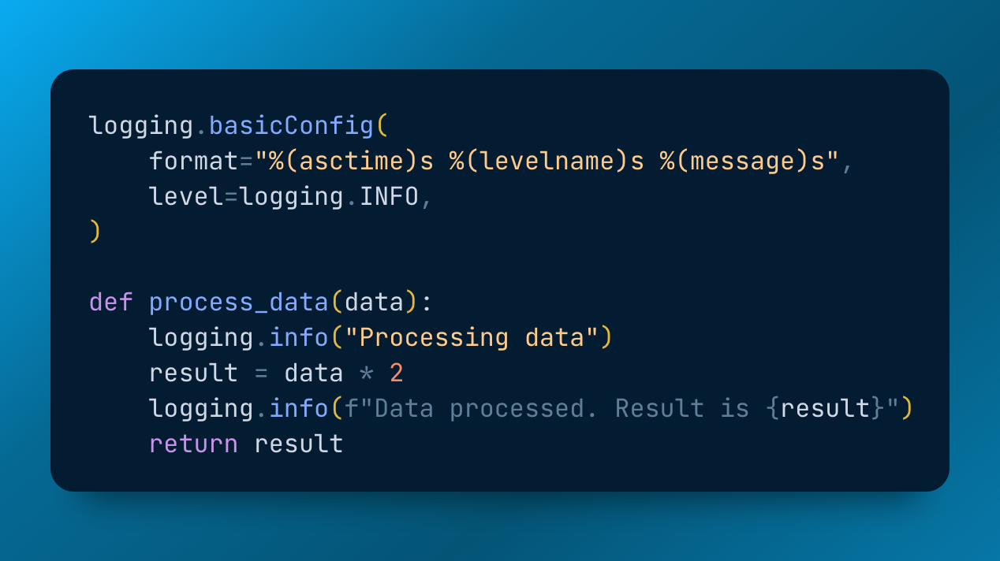 logging.basicConfig(
    format="%(asctime)s %(levelname)s %(message)s",
    level=logging.INFO,
)

def process_data(data):
    logging.info("Processing data")
    result = data * 2
    logging.info(f"Data processed. Result is {result}")
    return result